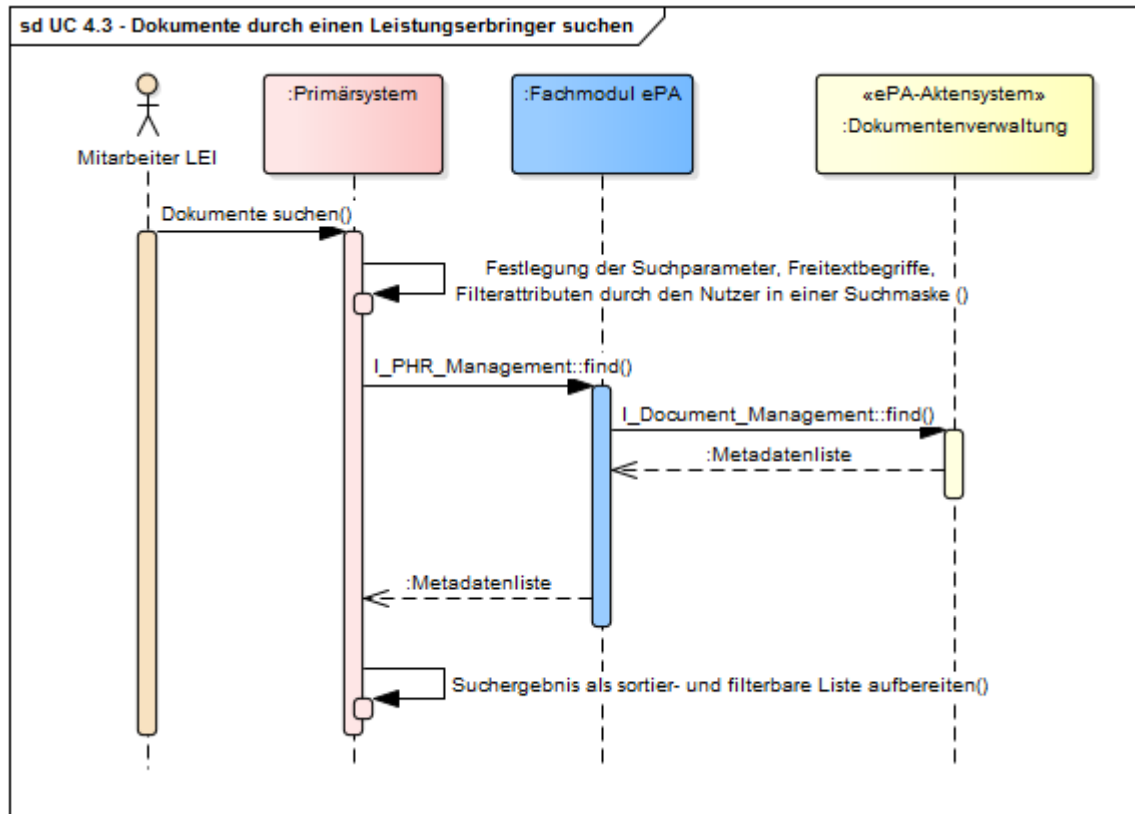 sd UC 4.3 - Dokumente durch einen Leistungserbringer suchen
Mitarbeiter LEI
:Primärsystem
:Fachmodul ePA
«ePA-Aktensystem»
:Dokumentenverwaltung
Dokumente suchen()
Festlegung der Suchparameter, Freitextbegriffe,
Filterattributen durch den Nutzer in einer Suchmaske ()
I_PHR_Management::find()
I_Document_Management::find()
:Metadatenliste
:Metadatenliste
Suchergebnis als sortier- und filterbare Liste aufbereiten()